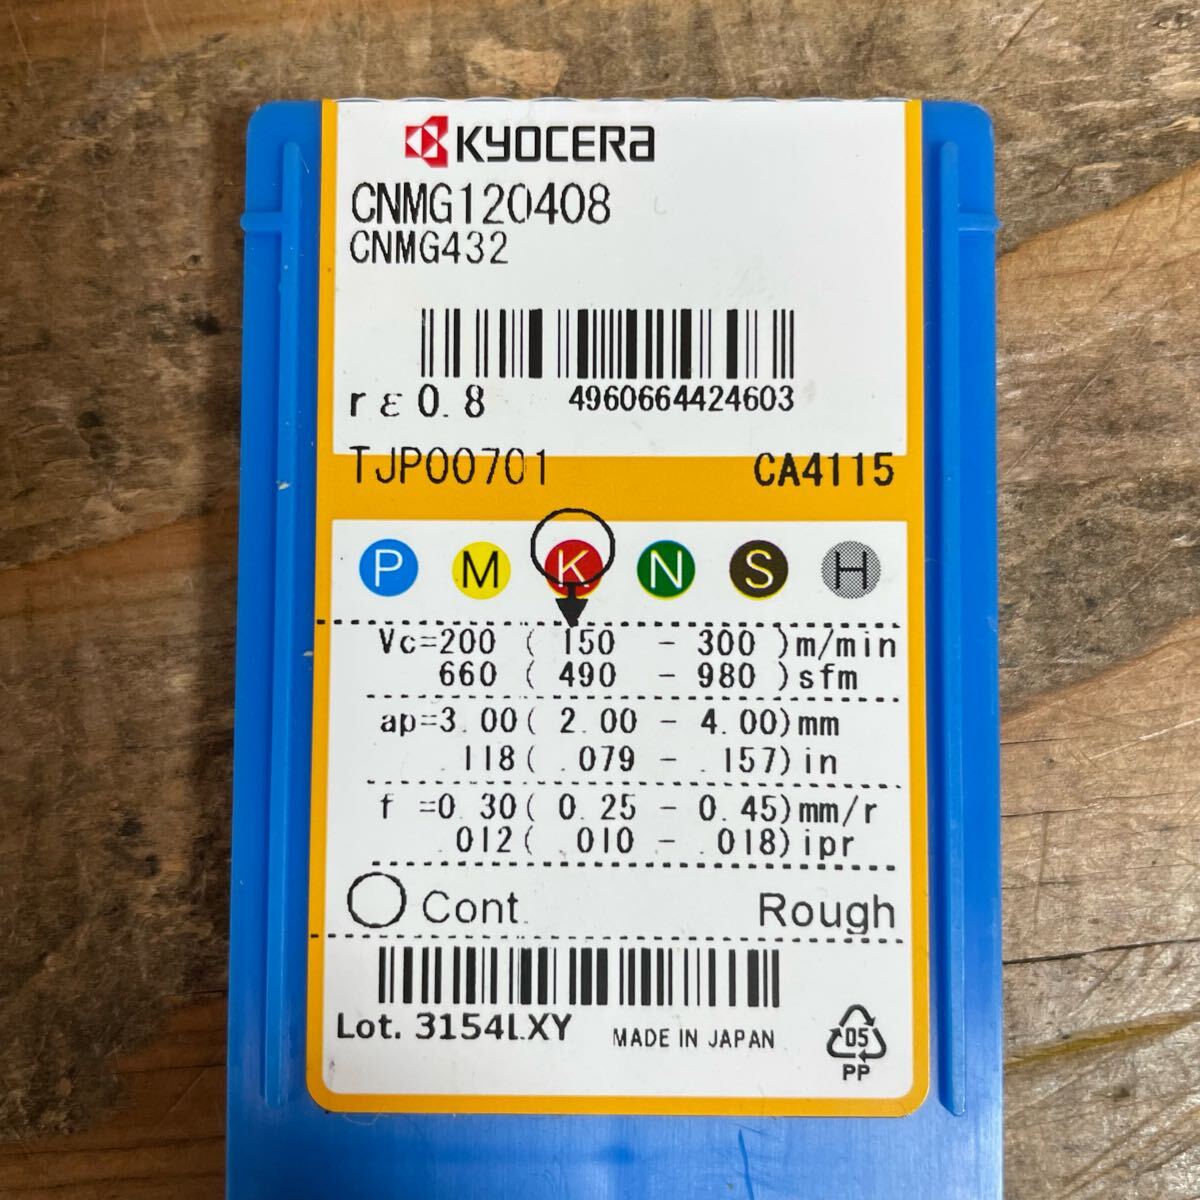 KYOCERA
CNMG120408
CNMG432
rε0.8 4960664424603
TJP00701 CA4115
P M K N S H
Vc=200 ( 150 - 300 )m/min
660 ( 490 - 980 )sfm
ap=3.00( 2.00 - 4.00)mm
.118( .079 - .157)in
f =0.30( 0.25 - 0.45)mm/r
.012( .010 - .018)ipr
Cont. Rough
Lot. 3154LXY MADE IN JAPAN
05
PP